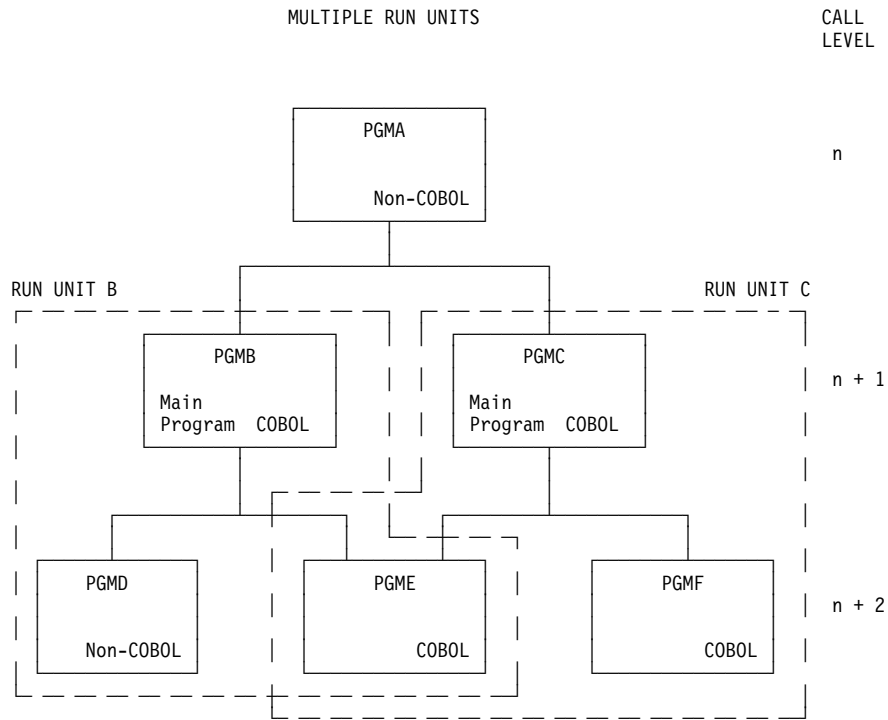 MULTIPLE RUN UNITS
CALL
LEVEL
PGMA
n
Non-COBOL
RUN UNIT B
RUN UNIT C
PGMB
PGMC
n + 1
Main
Program COBOL
Main
Program COBOL
PGMD
PGME
PGMF
n + 2
Non-COBOL
COBOL
COBOL